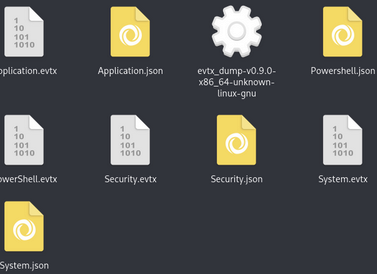 pplication.evtx
Application.json
evtx_dump-v0.9.0-
x86_64-unknown-
linux-gnu
Powershell.json
owerShell.evtx
Security.evtx
Security.json
System.evtx
System.json